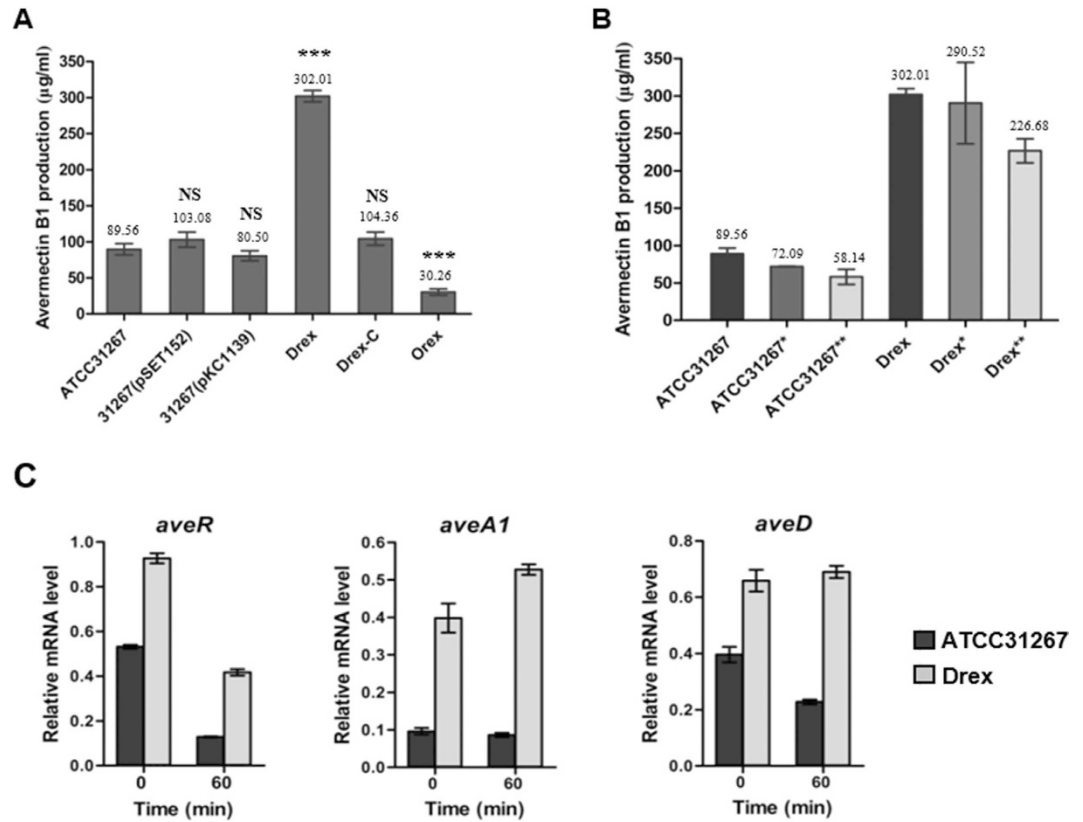 A
Avermectin B1 production (μg/ml)
350
300
250
200
150
100
50
0
89.56
NS
103.08
NS
80.50
***
302.01
NS
104.36
***
30.26
ATCC31267
31267(pSET152)
31267(pKC1139)
Drex
Drex-C
Orex
B
Avermectin B1 production (μg/ml)
350
300
250
200
150
100
50
0
89.56
72.09
58.14
302.01
290.52
226.68
ATCC31267
ATCC31267*
ATCC31267**
Drex
Drex*
Drex**
C
aveR
Relative mRNA level
1.0
0.8
0.6
0.4
0.2
0.0
0 60
Time (min)
aveA1
Relative mRNA level
0.6
0.5
0.4
0.3
0.2
0.1
0.0
0 60
Time (min)
aveD
Relative mRNA level
0.8
0.6
0.4
0.2
0.0
0 60
Time (min)
ATCC31267
Drex